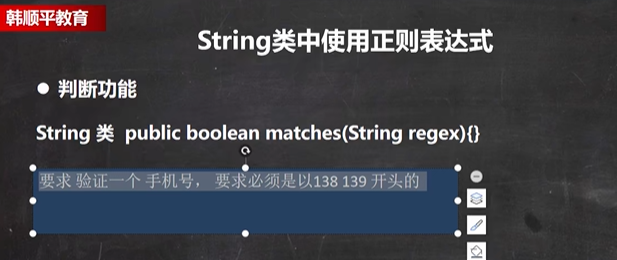 韩顺平教育
String类中使用正则表达式
● 判断功能
String 类 public boolean matches(String regex){}
要求 验证一个 手机号， 要求必须是以138 139 开头的